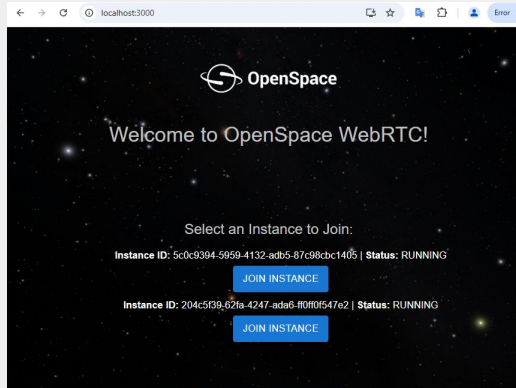 localhost:3000
Error
OpenSpace
Welcome to OpenSpace WebRTC!
Select an Instance to Join:
Instance ID: 5c0c9394-5959-4132-adb5-87c98cbc1405 | Status: RUNNING
JOIN INSTANCE
Instance ID: 204c5f39-62fa-4247-ada6-ff0ff0f547e2 | Status: RUNNING
JOIN INSTANCE